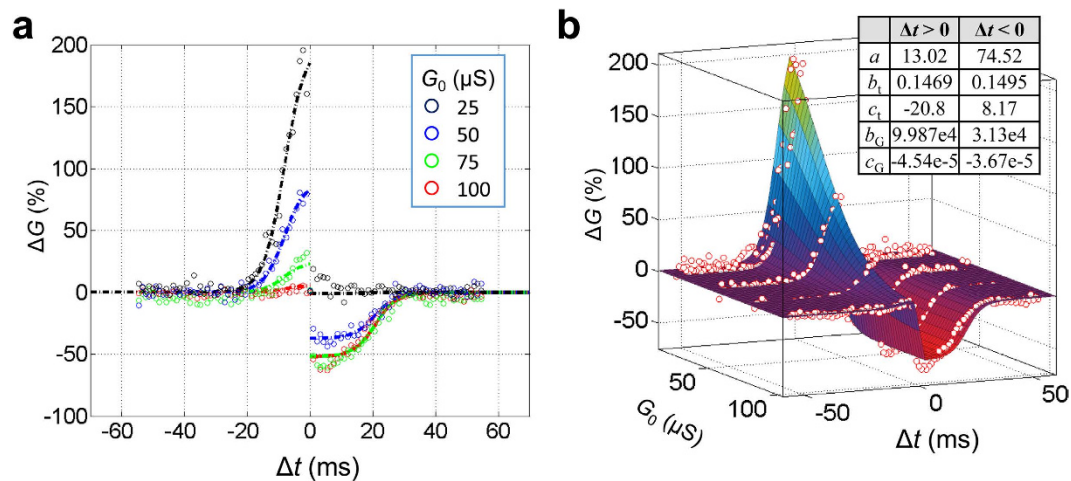 a
200
150
100
50
0
-50
-100
ΔG (%)
-60 -40 -20 0 20 40 60
Δt (ms)
G0 (µS)
25
50
75
100
b
200
150
100
50
0
-50
ΔG (%)
50
100
G0 (µS)
-50
0
50
Δt (ms)
Δt > 0 Δt < 0
a 13.02 74.52
bt 0.1469 0.1495
ct -20.8 8.17
bG 9.987e4 3.13e4
cG -4.54e-5 -3.67e-5